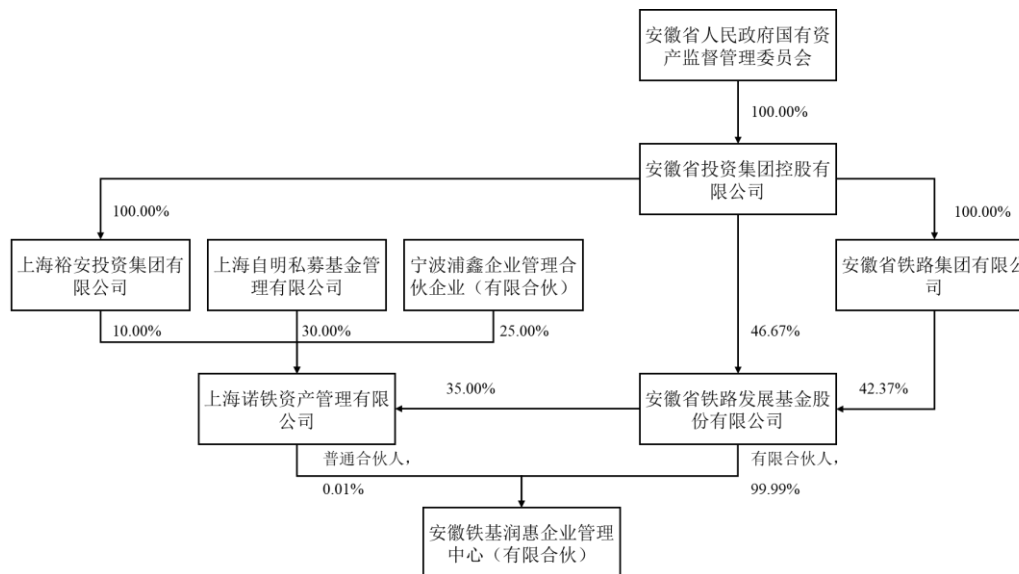 安徽省人民政府国有资
产监督管理委员会
100.00%
安徽省投资集团控股有
限公司
100.00%
100.00%
上海裕安投资集团有
限公司
上海自明私募基金管
理有限公司
宁波浦鑫企业管理合
伙企业（有限合伙）
安徽省铁路集团有限公
司
10.00%
30.00%
25.00%
46.67%
42.37%
上海诺铁资产管理有限
公司
35.00%
安徽省铁路发展基金股
份有限公司
普通合伙人，
0.01%
有限合伙人，
99.99%
安徽铁基润惠企业管理
中心（有限合伙）